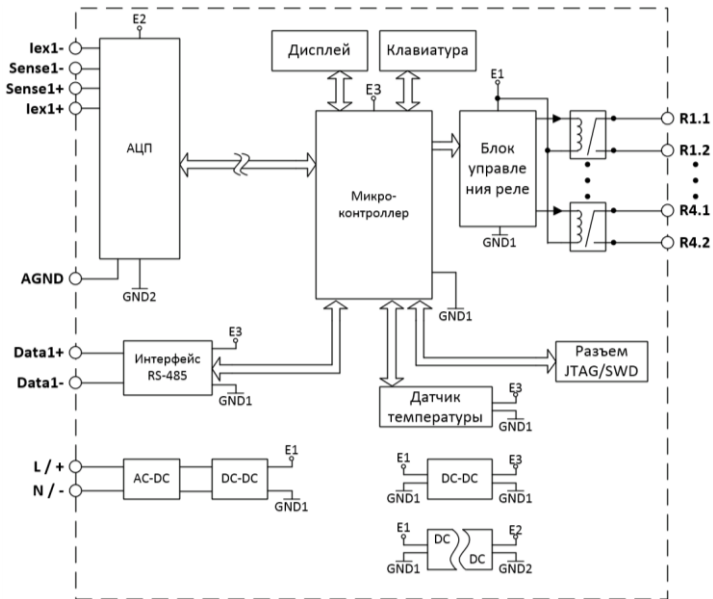 E2
Iex1-
Sense1-
Sense1+
Iex1+
АЦП
AGND
GND2
Дисплей
Клавиатура
E3
Микро-
контроллер
GND1
E1
Блок
управле
ния реле
GND1
R1.1
R1.2
R4.1
R4.2
Data1+
Data1-
Интерфейс
RS-485
E3
GND1
Разъем
JTAG/SWD
Датчик
температуры
E3
GND1
L / +
N / -
AC-DC
DC-DC
E1
GND1
E1
GND1
DC-DC
E3
GND1
E1
GND1
DC
DC
E2
GND2